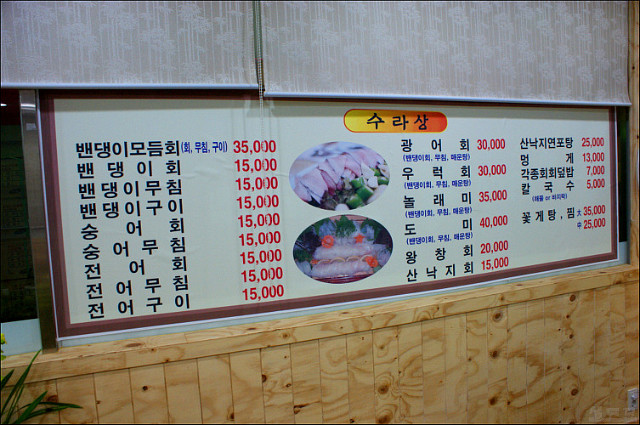 수라상
밴댕이모듬회(회, 무침, 구이) 35,000
밴댕이회 15,000
밴댕이무침 15,000
밴댕이구이 15,000
숭어회 15,000
숭어무침 15,000
전어회 15,000
전어무침 15,000
전어구이 15,000
광어회 30,000
(밴댕이회, 무침, 매운탕)
우럭회 30,000
(밴댕이회, 무침, 매운탕)
놀래미 35,000
(밴댕이회, 무침, 매운탕)
도미 40,000
(밴댕이회, 무침, 매운탕)
왕창회 20,000
산낙지회 15,000
산낙지연포탕 25,000
멍게 13,000
각종회회덮밥 7,000
칼국수 5,000
(해물 or 바지락)
꽃게탕, 찜 大 35,000
中 25,000